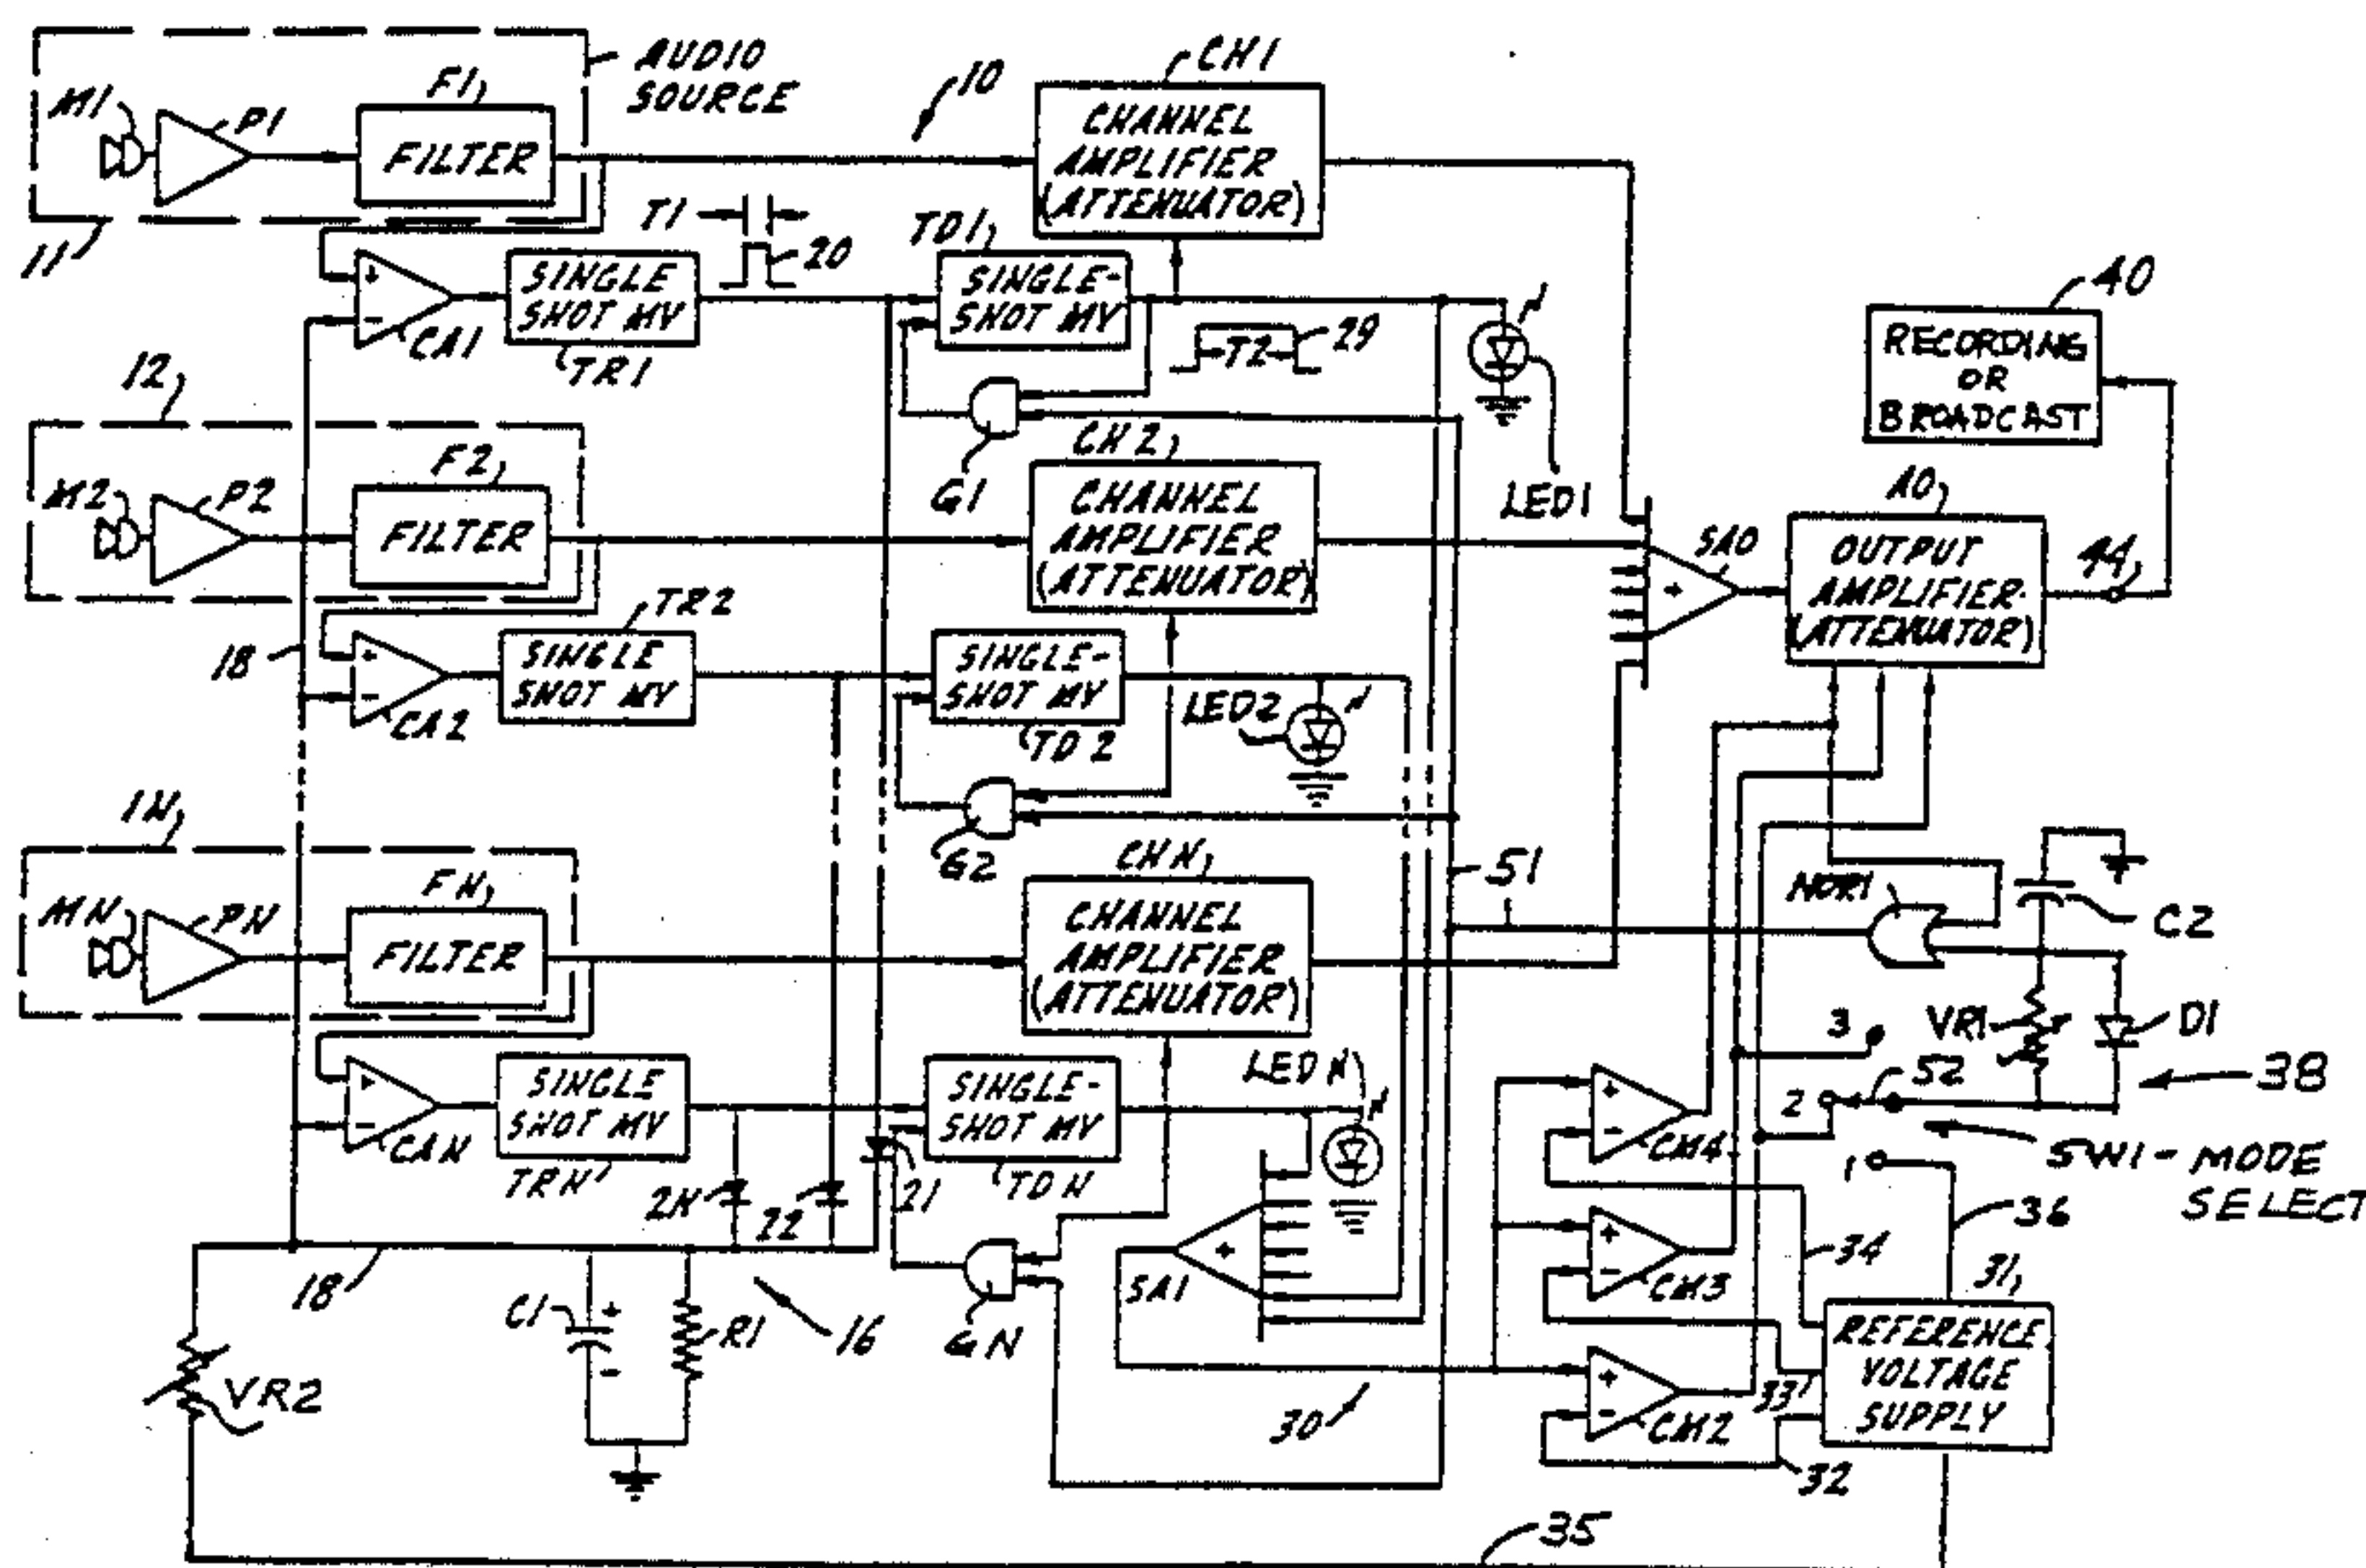 AUDIO
SOURCE
M1
P1
F1
FILTER
11
10
CH1
CHANNEL
AMPLIFIER
(ATTENUATOR)
T1
20
+
-
CA1
SINGLE
SHOT MV
TR1
TD1
SINGLE-
SHOT MV
T2
29
G1
LED1
40
RECORDING
OR
BROADCAST
12
M2
P2
F2
FILTER
CH2
CHANNEL
AMPLIFIER
(ATTENUATOR)
SAO
+
AO
OUTPUT
AMPLIFIER
(ATTENUATOR)
44
18
+
-
CA2
TR2
SINGLE
SHOT MV
SINGLE-
SHOT MV
TD2
LED2
G2
1N
MN
PN
FN
FILTER
CHN
CHANNEL
AMPLIFIER
(ATTENUATOR)
51
NOR1
C2
VR1
D1
38
3
2
1
S2
SW1-MODE
SELECT
+
-
CAN
SINGLE
SHOT MV
TRN
2N
22
21
SINGLE-
SHOT MV
TDN
LED N
+
-
CM4
36
34
31
18
C1
+
-
R1
16
GN
SA1
+
+
-
CM3
33
REFERENCE
VOLTAGE
SUPPLY
VR2
30
+
-
CM2
32
35